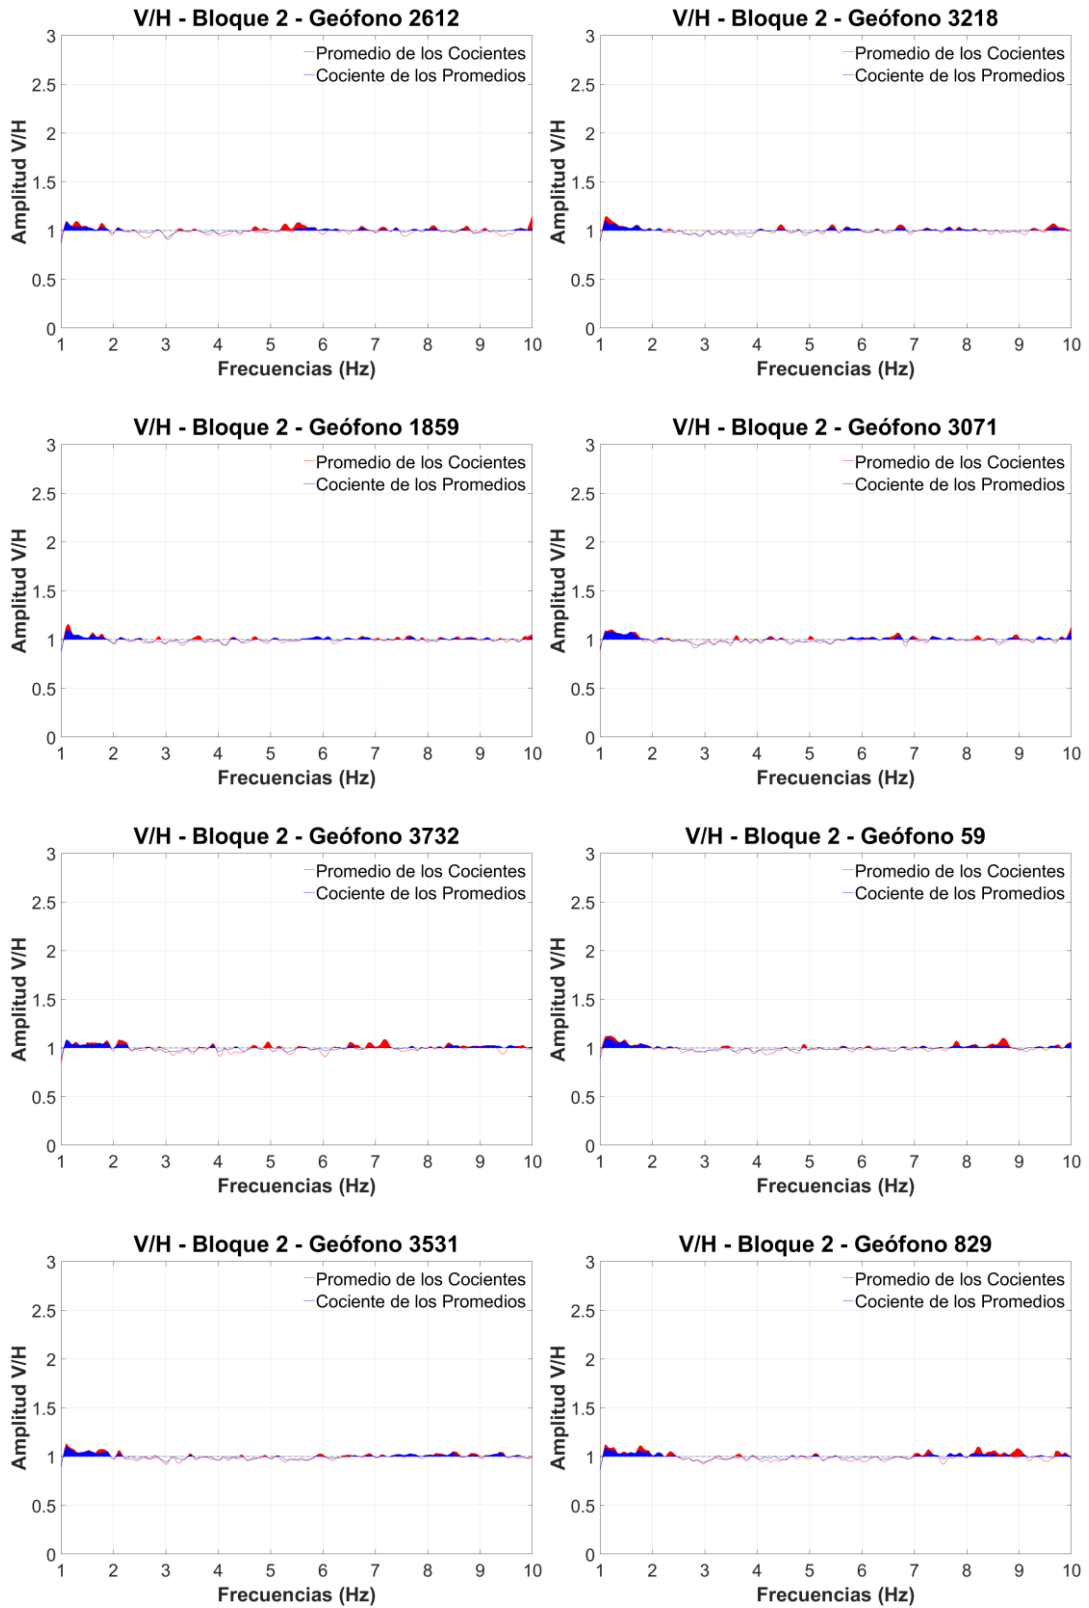 V/H - Bloque 2 - Geófono 2612
3
2.5
2
1.5
1
0.5
0
Amplitud V/H
Promedio de los Cocientes
Cociente de los Promedios
1 2 3 4 5 6 7 8 9 10
Frecuencias (Hz)
V/H - Bloque 2 - Geófono 3218
3
2.5
2
1.5
1
0.5
0
Amplitud V/H
Promedio de los Cocientes
Cociente de los Promedios
1 2 3 4 5 6 7 8 9 10
Frecuencias (Hz)
V/H - Bloque 2 - Geófono 1859
3
2.5
2
1.5
1
0.5
0
Amplitud V/H
Promedio de los Cocientes
Cociente de los Promedios
1 2 3 4 5 6 7 8 9 10
Frecuencias (Hz)
V/H - Bloque 2 - Geófono 3071
3
2.5
2
1.5
1
0.5
0
Amplitud V/H
Promedio de los Cocientes
Cociente de los Promedios
1 2 3 4 5 6 7 8 9 10
Frecuencias (Hz)
V/H - Bloque 2 - Geófono 3732
3
2.5
2
1.5
1
0.5
0
Amplitud V/H
Promedio de los Cocientes
Cociente de los Promedios
1 2 3 4 5 6 7 8 9 10
Frecuencias (Hz)
V/H - Bloque 2 - Geófono 59
3
2.5
2
1.5
1
0.5
0
Amplitud V/H
Promedio de los Cocientes
Cociente de los Promedios
1 2 3 4 5 6 7 8 9 10
Frecuencias (Hz)
V/H - Bloque 2 - Geófono 3531
3
2.5
2
1.5
1
0.5
0
Amplitud V/H
Promedio de los Cocientes
Cociente de los Promedios
1 2 3 4 5 6 7 8 9 10
Frecuencias (Hz)
V/H - Bloque 2 - Geófono 829
3
2.5
2
1.5
1
0.5
0
Amplitud V/H
Promedio de los Cocientes
Cociente de los Promedios
1 2 3 4 5 6 7 8 9 10
Frecuencias (Hz)